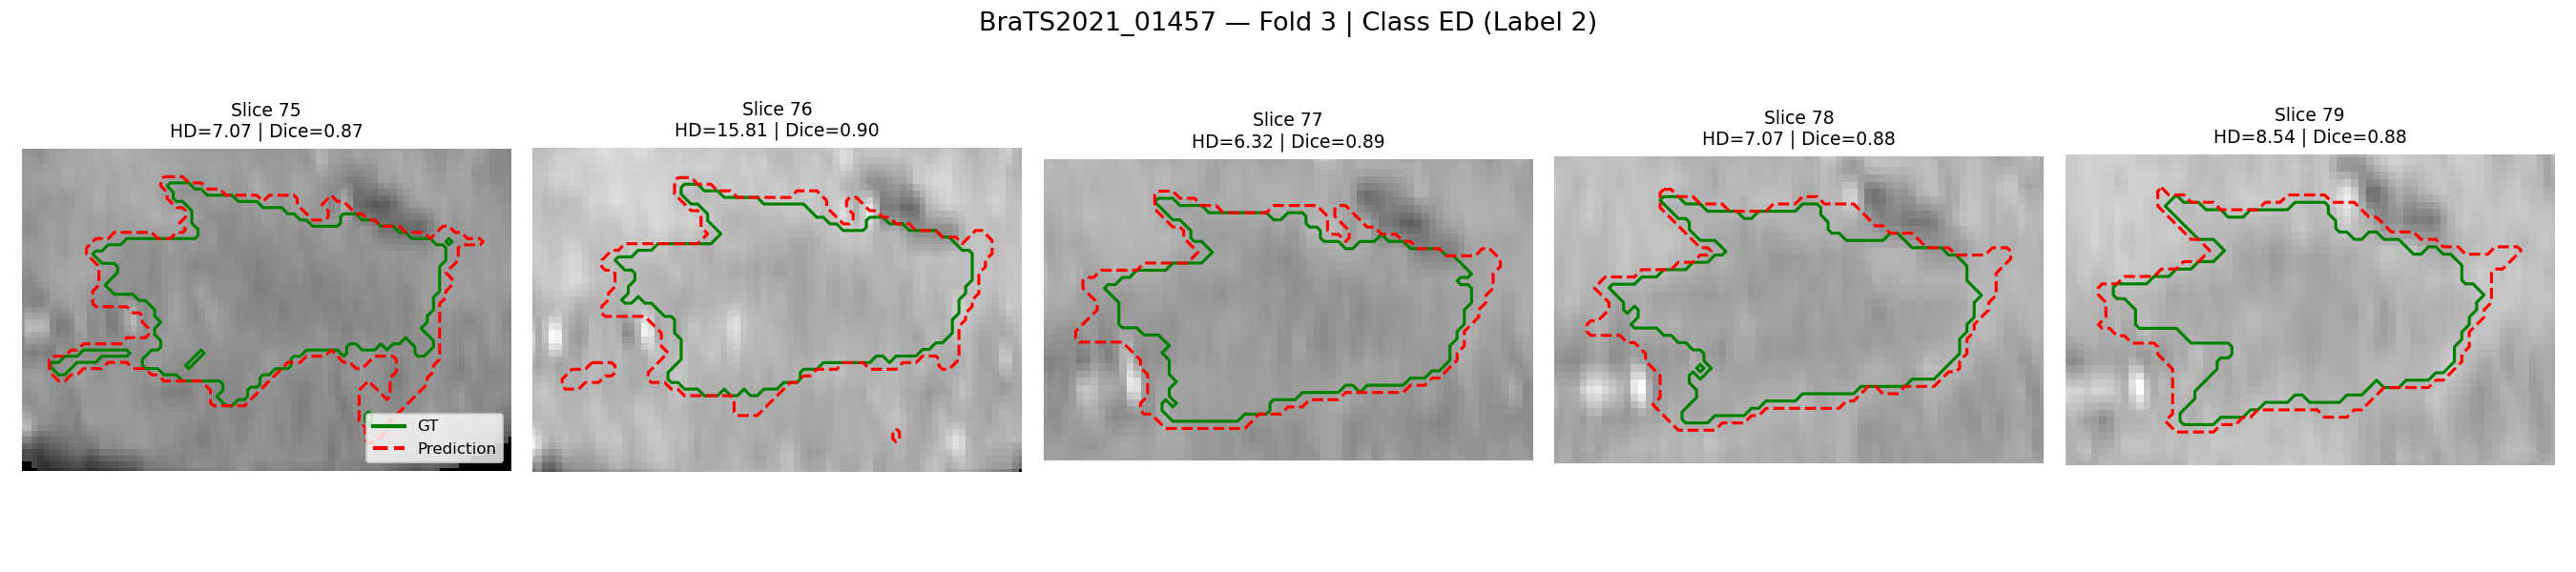 BraTS2021_01457 — Fold 3 | Class ED (Label 2)
Slice 75
HD=7.07 | Dice=0.87
Slice 76
HD=15.81 | Dice=0.90
Slice 77
HD=6.32 | Dice=0.89
Slice 78
HD=7.07 | Dice=0.88
Slice 79
HD=8.54 | Dice=0.88
GT
Prediction